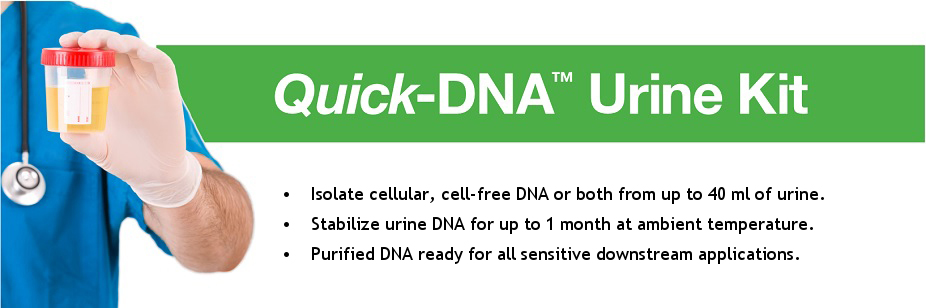 Quick-DNA™ Urine Kit
• Isolate cellular, cell-free DNA or both from up to 40 ml of urine.
• Stabilize urine DNA for up to 1 month at ambient temperature.
• Purified DNA ready for all sensitive downstream applications.